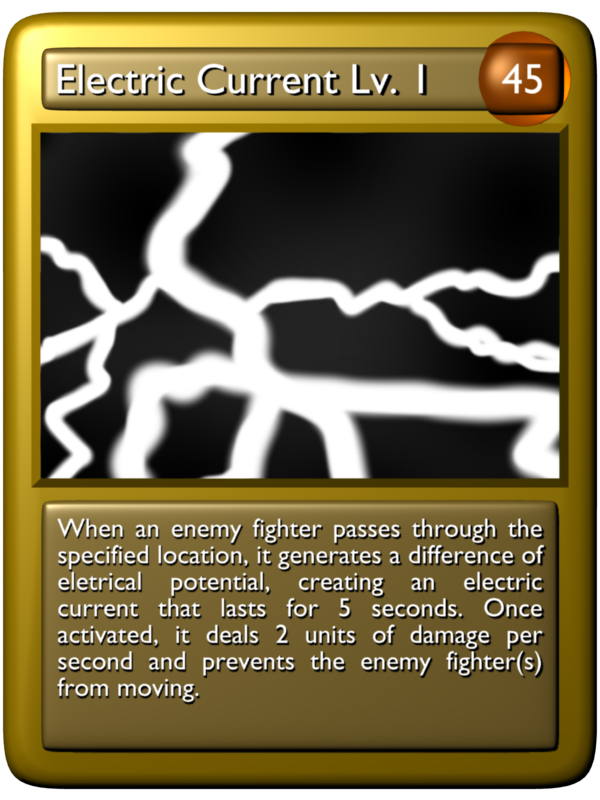 Electric Current Lv. 1
45
When an enemy fighter passes through the
specified location, it generates a difference of
eletrical potential, creating an electric
current that lasts for 5 seconds. Once
activated, it deals 2 units of damage per
second and prevents the enemy fighter(s)
from moving.